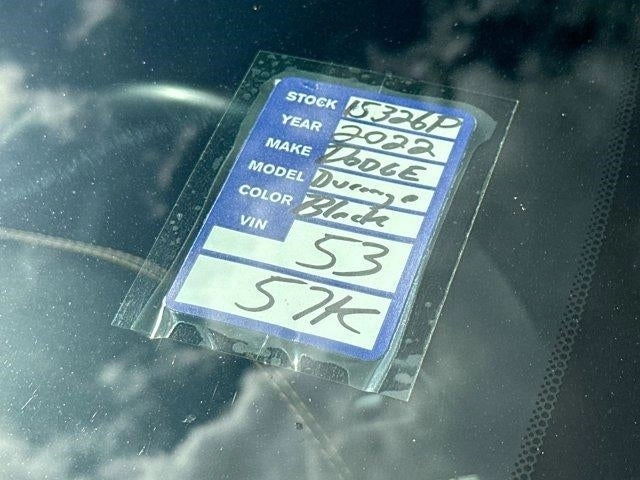 STOCK 15326P
YEAR 2022
MAKE DODGE
MODEL Durango
COLOR Black
VIN 53
57K